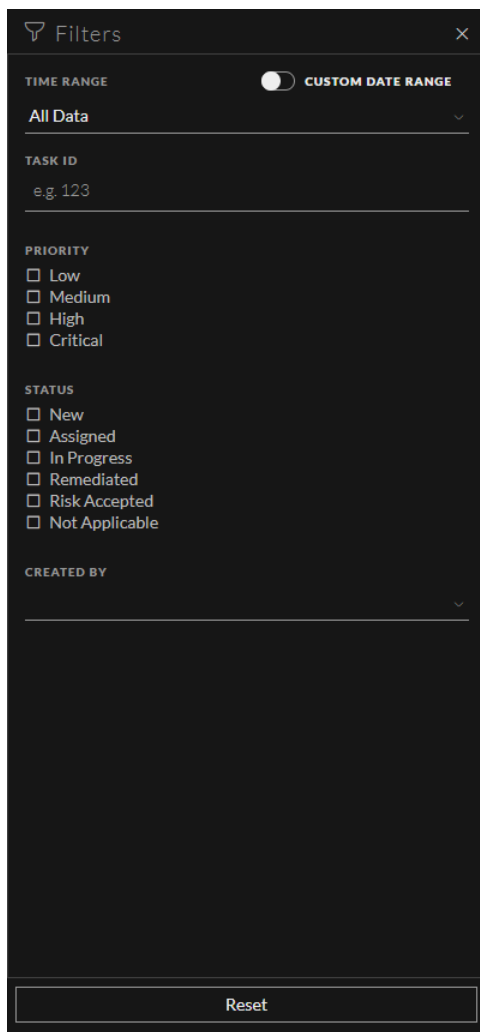 Filters
TIME RANGE CUSTOM DATE RANGE
All Data
TASK ID
e.g. 123
PRIORITY
Low
Medium
High
Critical
STATUS
New
Assigned
In Progress
Remediated
Risk Accepted
Not Applicable
CREATED BY
Reset